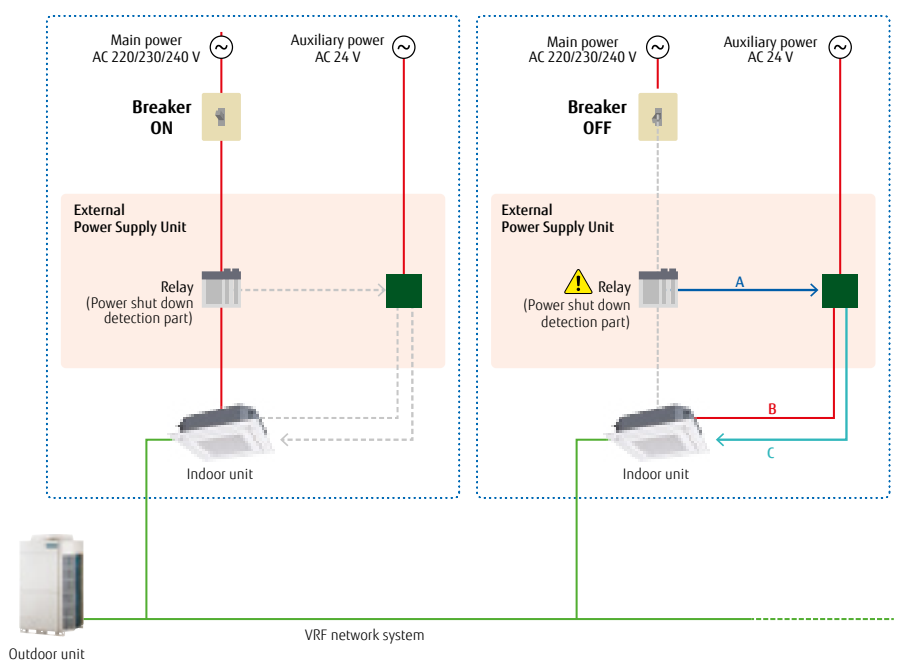 Main power
AC 220/230/240 V
Auxiliary power
AC 24 V
Breaker
ON
External
Power Supply Unit
Relay
(Power shut down
detection part)
Indoor unit
Main power
AC 220/230/240 V
Auxiliary power
AC 24 V
Breaker
OFF
External
Power Supply Unit
Relay
(Power shut down
detection part)
A
B
C
Indoor unit
VRF network system
Outdoor unit